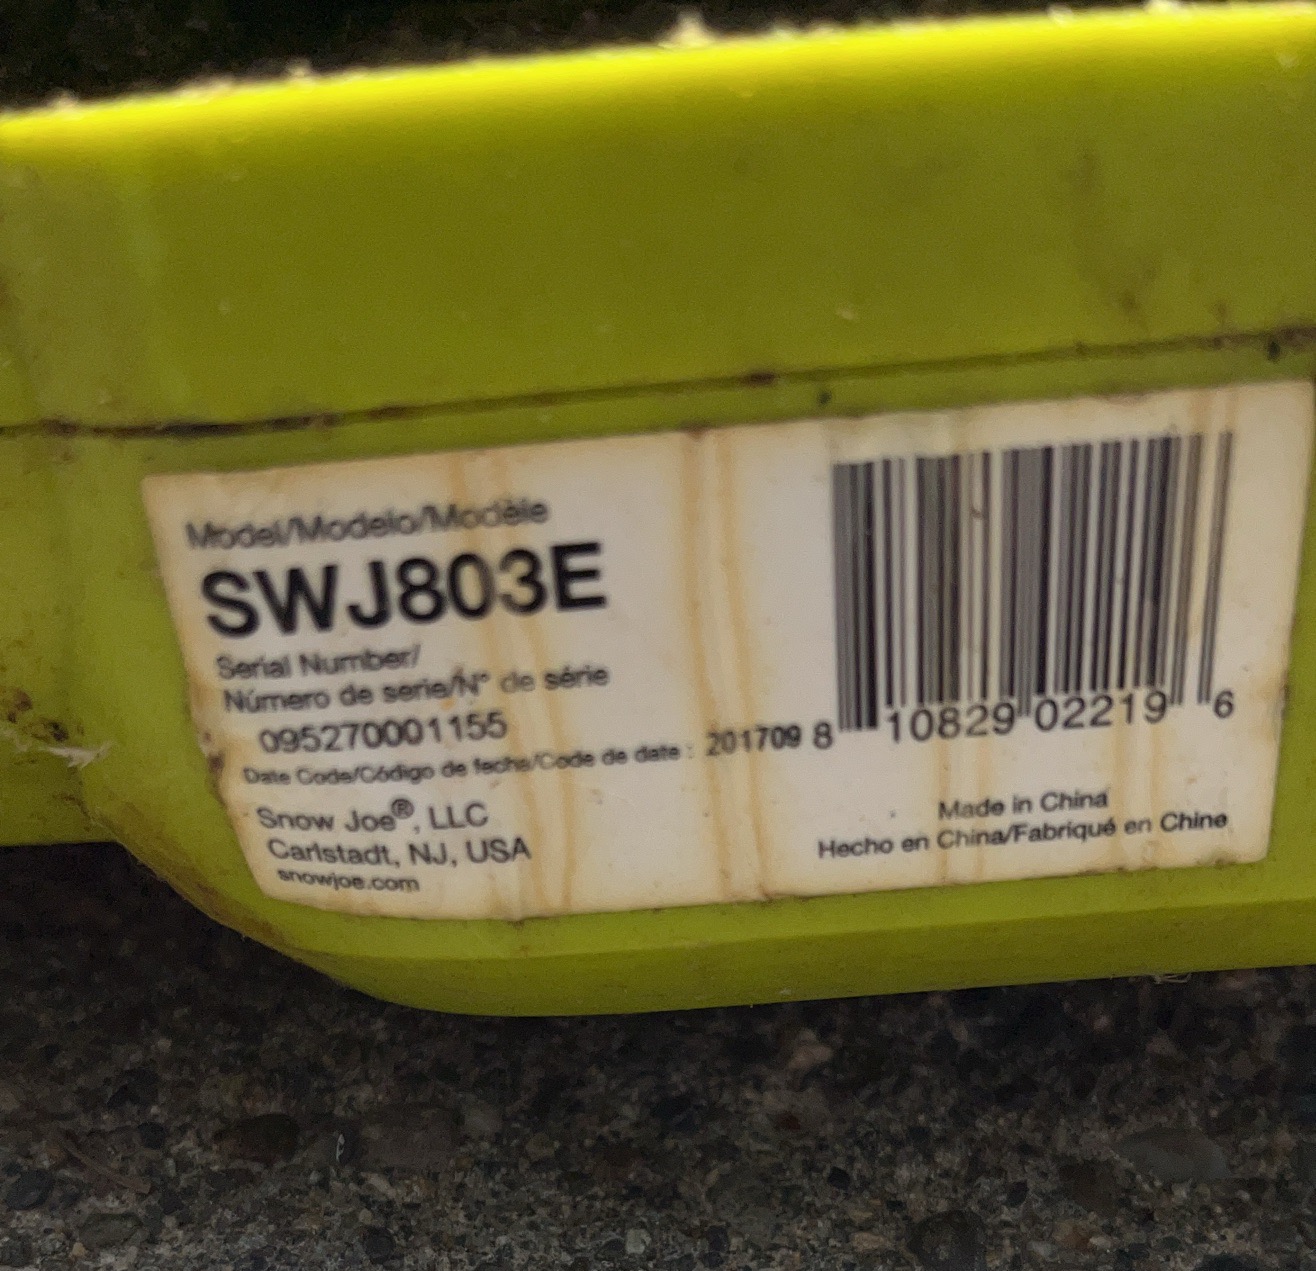 Model/Modelo/Modèle
SWJ803E
Serial Number/
Número de serie/N° de série
095270001155
Date Code/Código de fecha/Code de date : 201709
Snow Joe®, LLC
Carlstadt, NJ, USA
snowjoe.com
8 10829 02219 6
Made in China
Hecho en China/Fabriqué en Chine